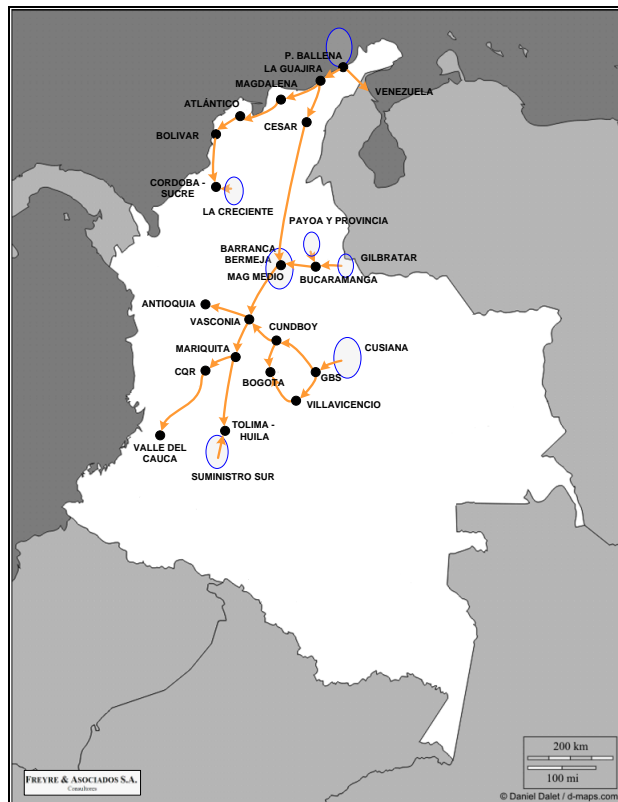 P. BALLENA
LA GUAJIRA
MAGDALENA
VENEZUELA
ATLÁNTICO
CESAR
BOLIVAR
CORDOBA -
SUCRE
LA CRECIENTE
PAYOA Y PROVINCIA
BARRANCA
BERMEJA
GILBRATAR
MAG MEDIO
BUCARAMANGA
ANTIOQUIA
VASCONIA
CUNDBOY
MARIQUITA
CUSIANA
CQR
BOGOTA
GBS
VILLAVICENCIO
TOLIMA -
HUILA
VALLE DEL
CAUCA
SUMINISTRO SUR
200 km
100 mi
FREYRE & ASOCIADOS S.A.
Consultores
© Daniel Dalet / d-maps.com